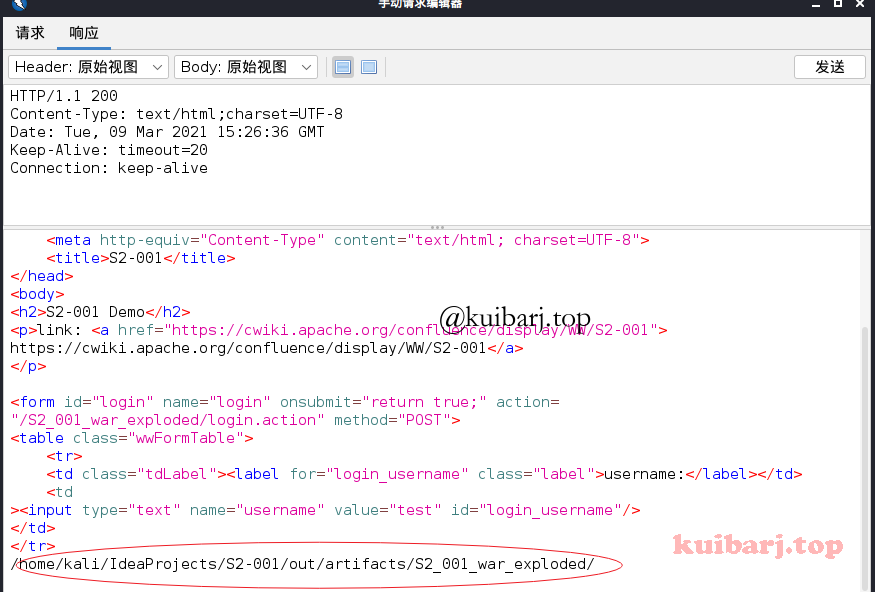 手动请求编辑器
请求 响应
Header: 原始视图 Body: 原始视图 发送
HTTP/1.1 200
Content-Type: text/html;charset=UTF-8
Date: Tue, 09 Mar 2021 15:26:36 GMT
Keep-Alive: timeout=20
Connection: keep-alive
<meta http-equiv="Content-Type" content="text/html; charset=UTF-8">
<title>S2-001</title>
</head>
<body>
<h2>S2-001 Demo</h2>
@kuibarj.top
<p>link: <a href="https://cwiki.apache.org/confluence/display/WW/S2-001">
https://cwiki.apache.org/confluence/display/WW/S2-001</a>
</p>
<form id="login" name="login" onsubmit="return true;" action=
"/S2_001_war_exploded/login.action" method="POST">
<table class="wwFormTable">
<tr>
<td class="tdLabel"><label for="login_username" class="label">username:</label></td>
<td
><input type="text" name="username" value="test" id="login_username"/>
</td>
</tr>
kuibarj.top
/home/kali/IdeaProjects/S2-001/out/artifacts/S2_001_war_exploded/